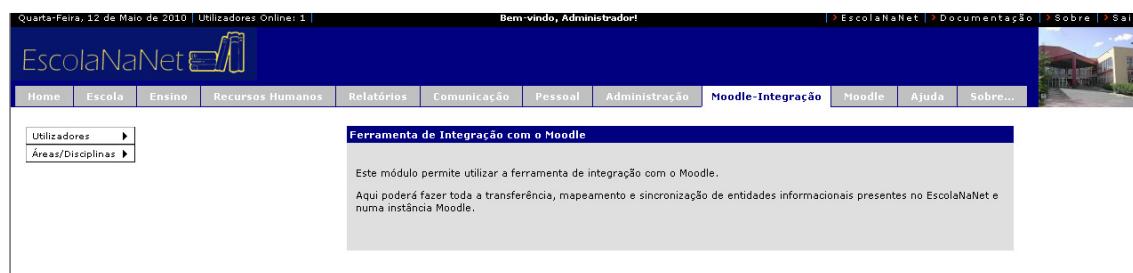 Quarta-Feira, 12 de Maio de 2010 | Utilizadores Online: 1 | Bem-vindo, Administrador! | > EscolaNaNet | > Documentação | > Sobre | > Sai
EscolaNaNet
Home Escola Ensino Recursos Humanos Relatórios Comunicação Pessoal Administração Moodle-Integração Moodle Ajuda Sobre...
Utilizadores
Áreas/Disciplinas
Ferramenta de Integração com o Moodle
Este módulo permite utilizar a ferramenta de integração com o Moodle.
Aqui poderá fazer toda a transferência, mapeamento e sincronização de entidades informacionais presentes no EscolaNaNet e
numa instância Moodle.